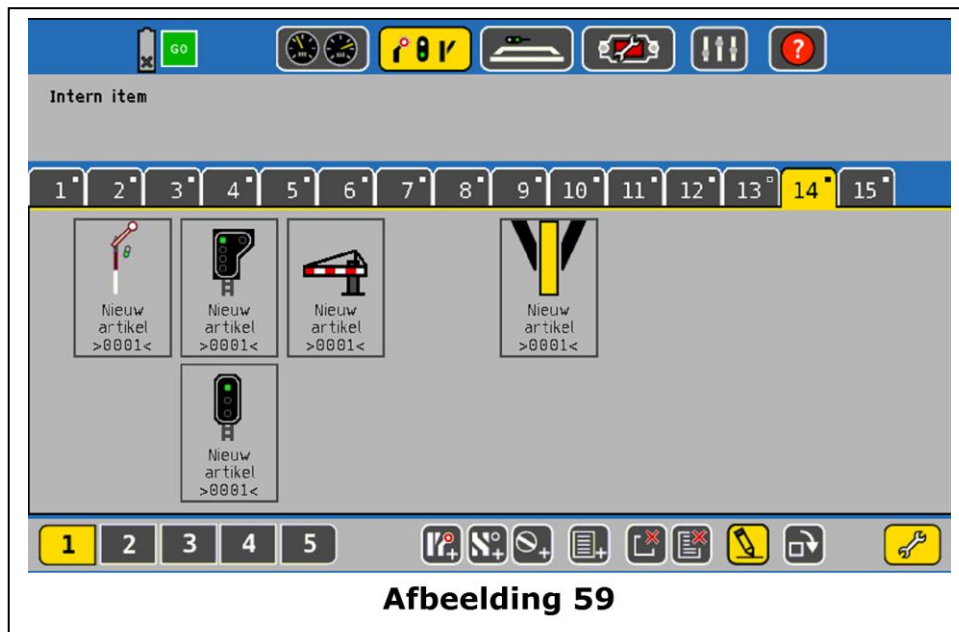 GO
?
Intern item
1 2 3 4 5 6 7 8 9 10 11 12 13 14 15
Nieuw
artikel
>0001<
Nieuw
artikel
>0001<
Nieuw
artikel
>0001<
Nieuw
artikel
>0001<
Nieuw
artikel
>0001<
1 2 3 4 5
Afbeelding 59